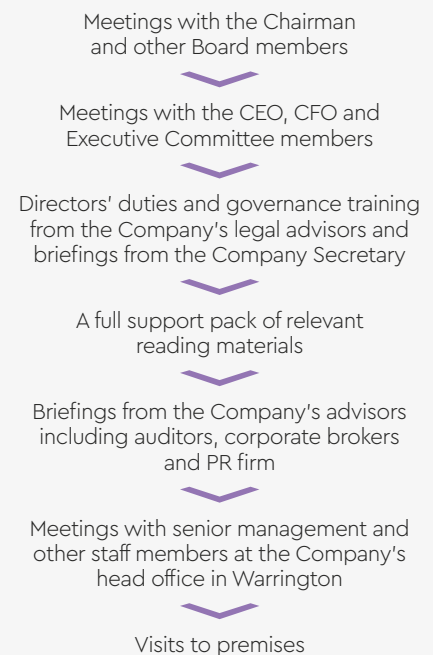 Meetings with the Chairman
and other Board members
Meetings with the CEO, CFO and
Executive Committee members
Directors’ duties and governance training
from the Company’s legal advisors and
briefings from the Company Secretary
A full support pack of relevant
reading materials
Briefings from the Company’s advisors
including auditors, corporate brokers
and PR firm
Meetings with senior management and
other staff members at the Company’s
head office in Warrington
Visits to premises